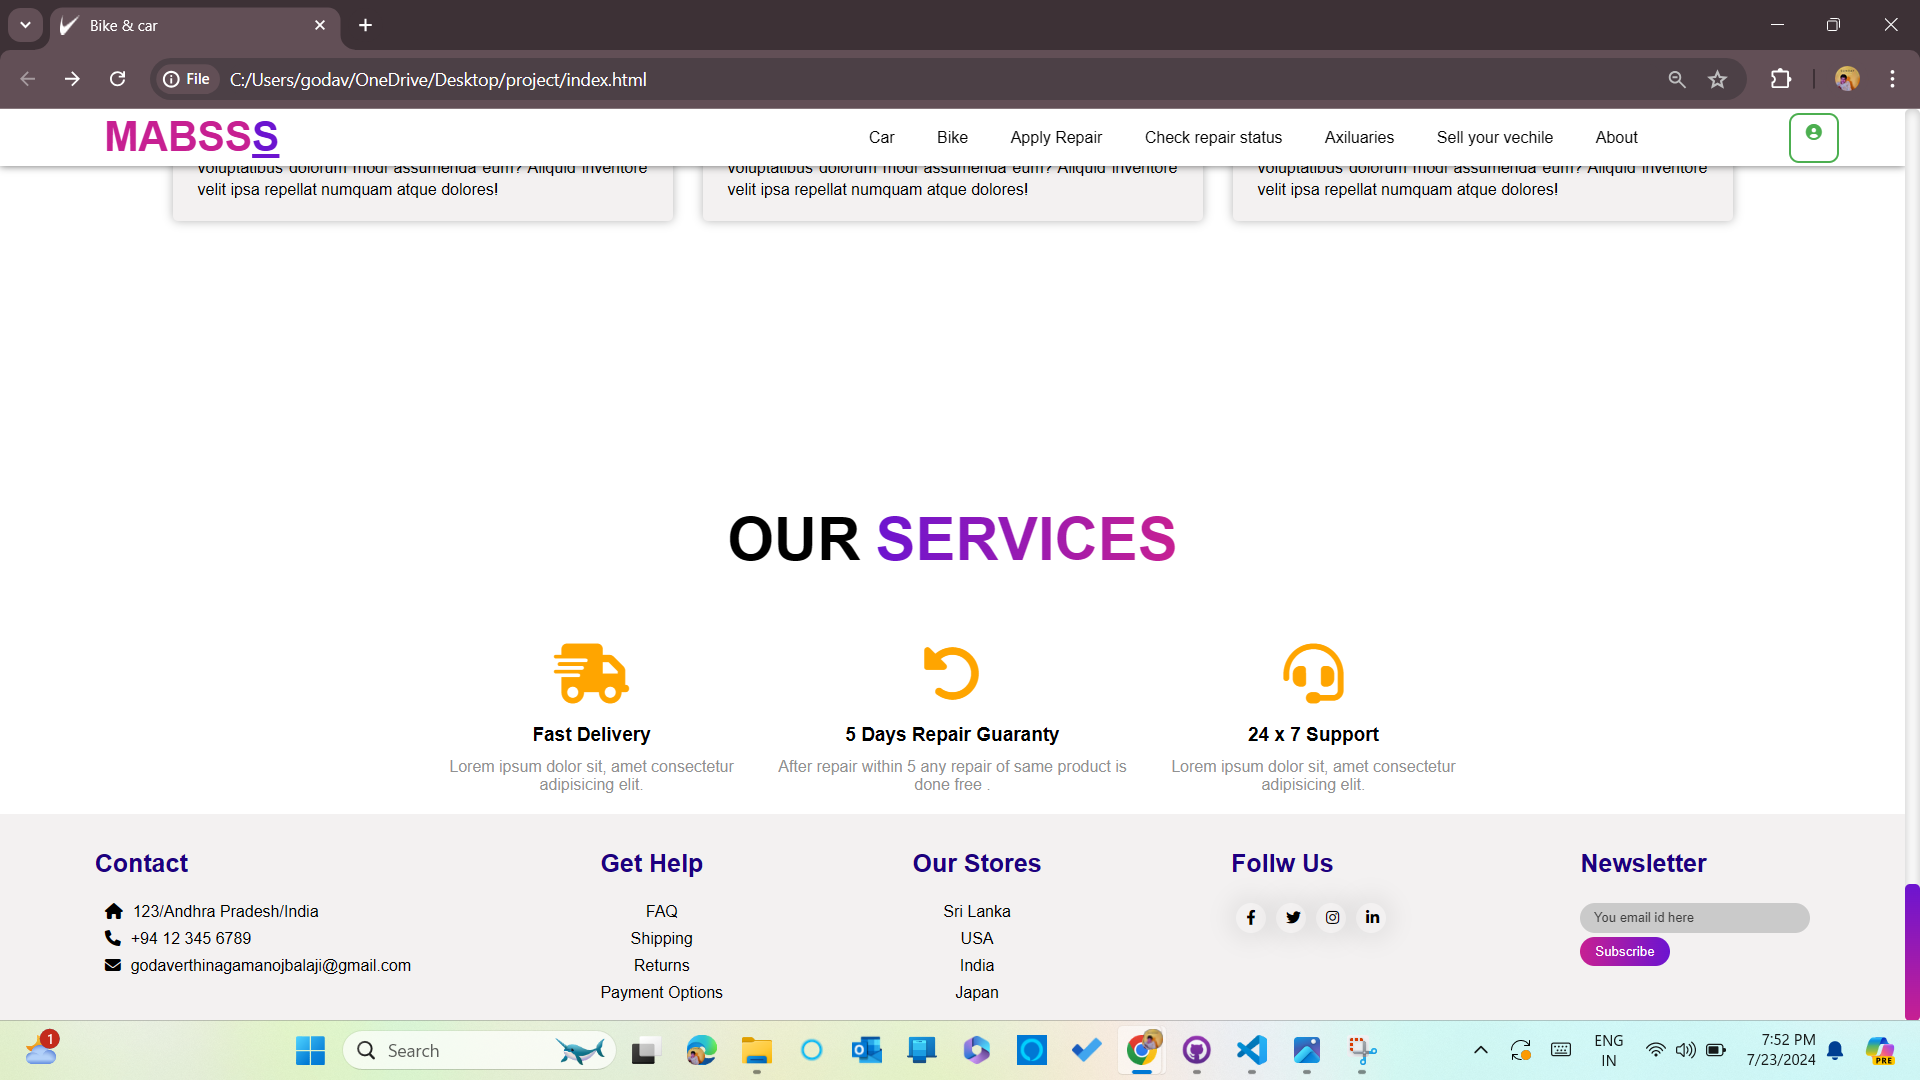 Bike & car
File
C:/Users/godav/OneDrive/Desktop/project/index.html
MABSSS
Car
Bike
Apply Repair
Check repair status
Axiluaries
Sell your vechile
About
voluptatibus dolorum modi assumenda eum? Aliquid inventore
velit ipsa repellat numquam atque dolores!
voluptatibus dolorum modi assumenda eum? Aliquid inventore
velit ipsa repellat numquam atque dolores!
voluptatibus dolorum modi assumenda eum? Aliquid inventore
velit ipsa repellat numquam atque dolores!
OUR SERVICES
Fast Delivery
Lorem ipsum dolor sit, amet consectetur
adipisicing elit.
5 Days Repair Guaranty
After repair within 5 any repair of same product is
done free .
24 x 7 Support
Lorem ipsum dolor sit, amet consectetur
adipisicing elit.
Contact
123/Andhra Pradesh/India
+94 12 345 6789
godaverthinagamanojbalaji@gmail.com
Get Help
FAQ
Shipping
Returns
Payment Options
Our Stores
Sri Lanka
USA
India
Japan
Follw Us
Newsletter
You email id here
Subscribe
1
Search
ENG
IN
7:52 PM
7/23/2024
PRE